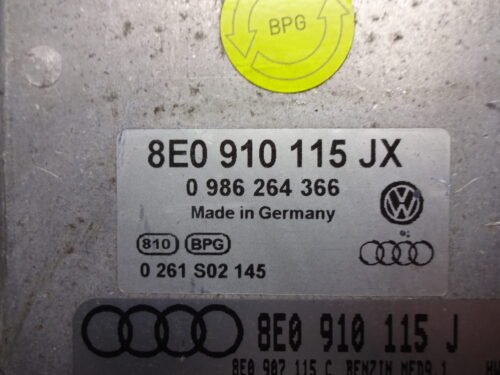 BPG
8E0 910 115 JX
0 986 264 366
Made in Germany
810 BPG
0 261 S02 145
8E0 910 115 J
8E0 907 115 C BENZIN MED9.1